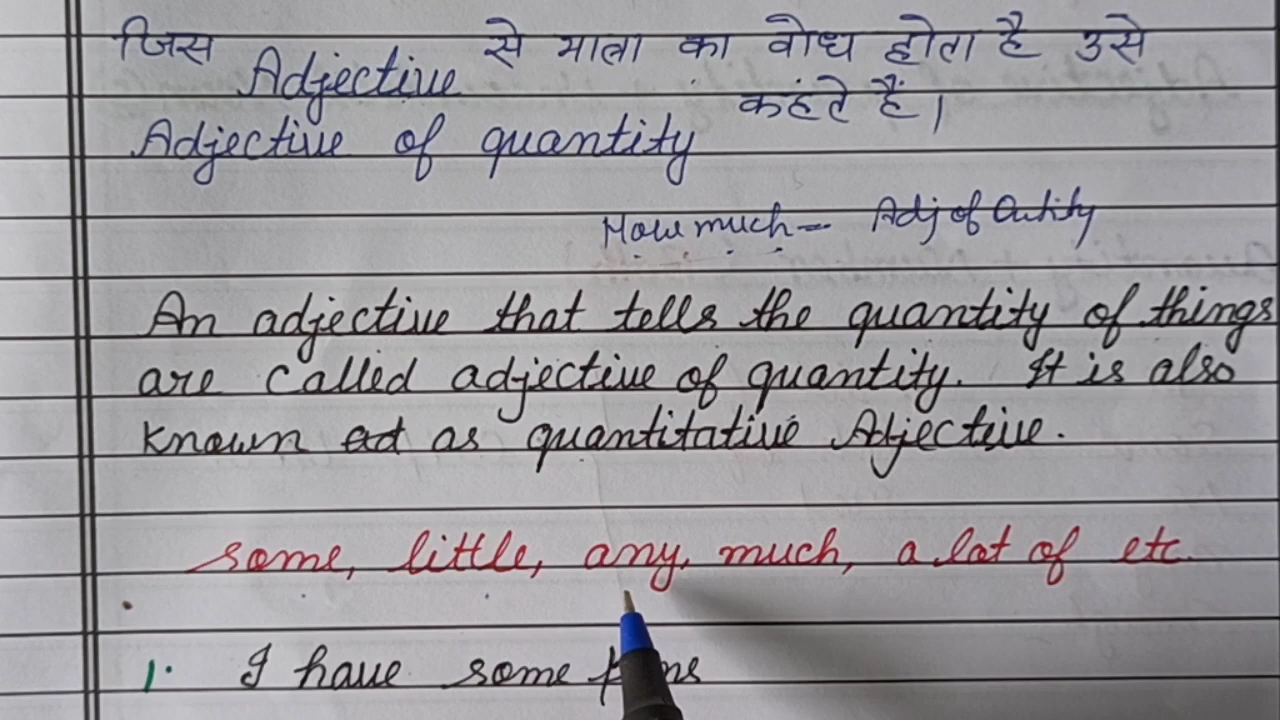 जिस Adjective से मात्रा का बोध होता है उसे
Adjective of quantity कहते हैं।
How much - Adj of
An adjective that tells the quantity of things
are called adjective of quantity. It is also
known as quantitative Adjective.
some, little, any, much, a lot of etc.
1. I have some